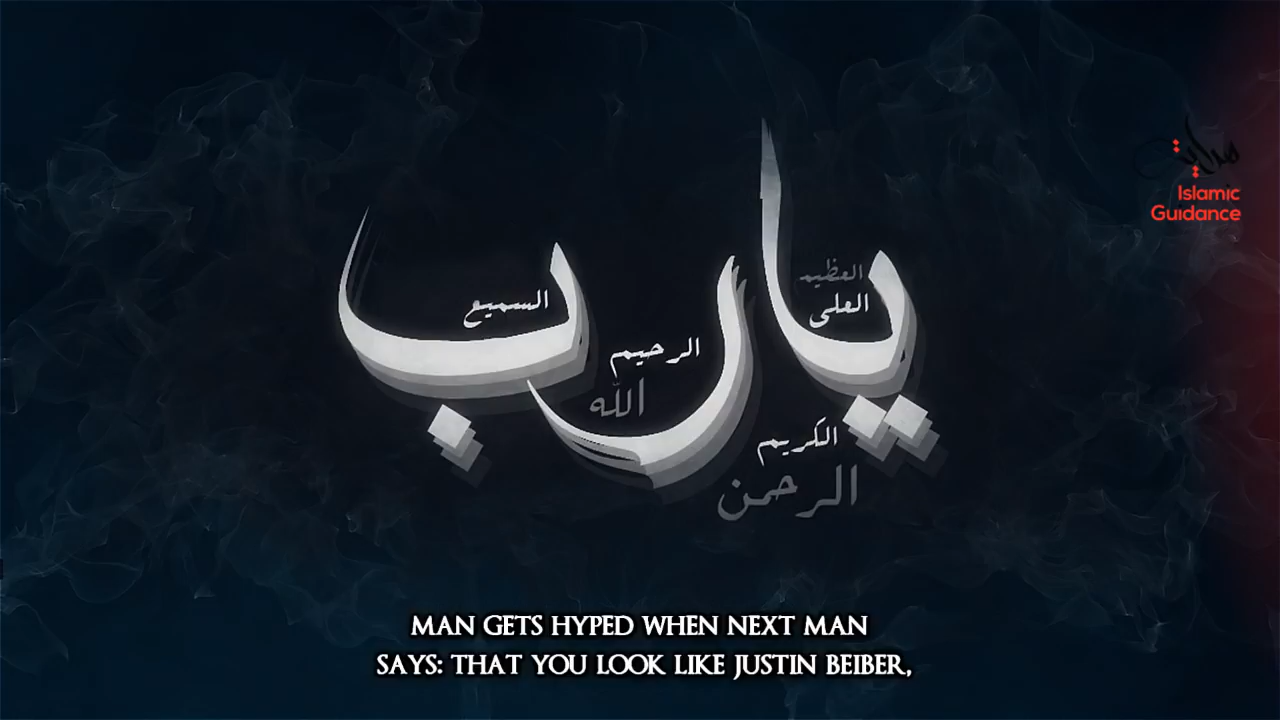 يارب
العظيم
العلى
السميع
الرحيم
الله
الكريم
الرحمن
هداية
Islamic
Guidance
MAN GETS HYPED WHEN NEXT MAN
SAYS: THAT YOU LOOK LIKE JUSTIN BEIBER,